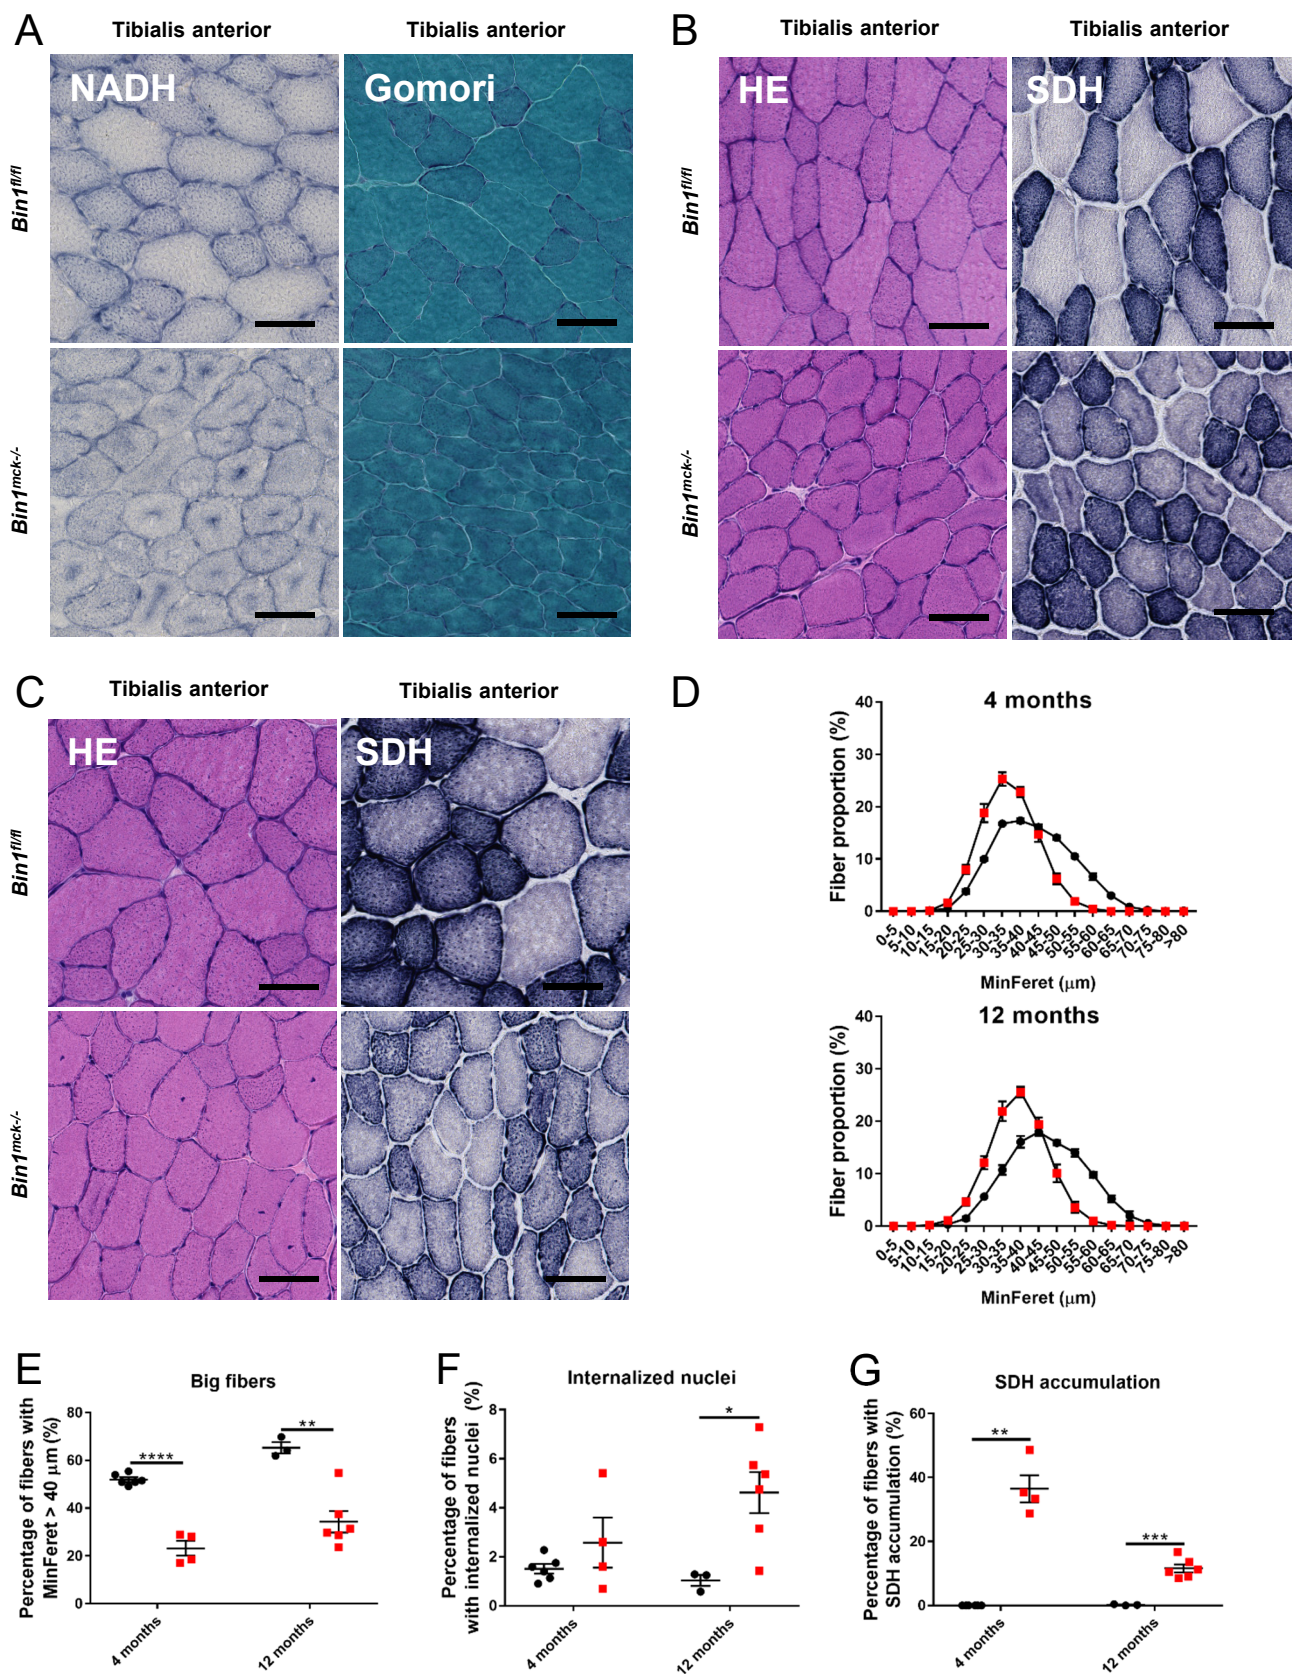 A
Tibialis anterior
Tibialis anterior
NADH
Gomori
Bin1fl/fl
Bin1mck-/-
B
Tibialis anterior
Tibialis anterior
HE
SDH
Bin1fl/fl
Bin1mck-/-
C
Tibialis anterior
Tibialis anterior
HE
SDH
Bin1fl/fl
Bin1mck-/-
D
4 months
Fiber proportion (%)
40
30
20
10
0
0-5
5-10
10-15
15-20
20-25
25-30
30-35
35-40
40-45
45-50
50-55
55-60
60-65
65-70
70-75
75-80
>80
MinFeret (μm)
12 months
Fiber proportion (%)
40
30
20
10
0
0-5
5-10
10-15
15-20
20-25
25-30
30-35
35-40
40-45
45-50
50-55
55-60
60-65
65-70
70-75
75-80
>80
MinFeret (μm)
E
Big fibers
Percentage of fibers with
MinFeret > 40 μm (%)
80
60
40
20
0
****
**
4 months
12 months
F
Internalized nuclei
Percentage of fibers
with internalized nuclei (%)
8
6
4
2
0
*
4 months
12 months
G
SDH accumulation
Percentage of fibers with
SDH accumulation (%)
60
40
20
0
**
***
4 months
12 months